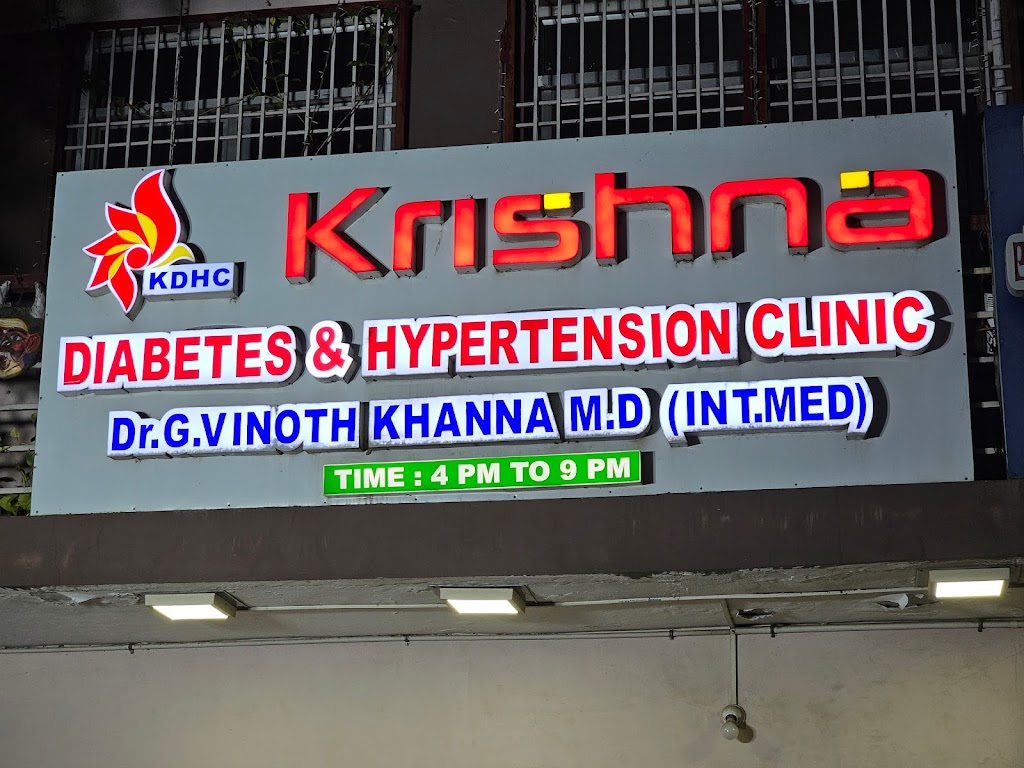 Krishna
KDHC
DIABETES & HYPERTENSION CLINIC
Dr.G.VINOTH KHANNA M.D (INT.MED)
TIME : 4 PM TO 9 PM